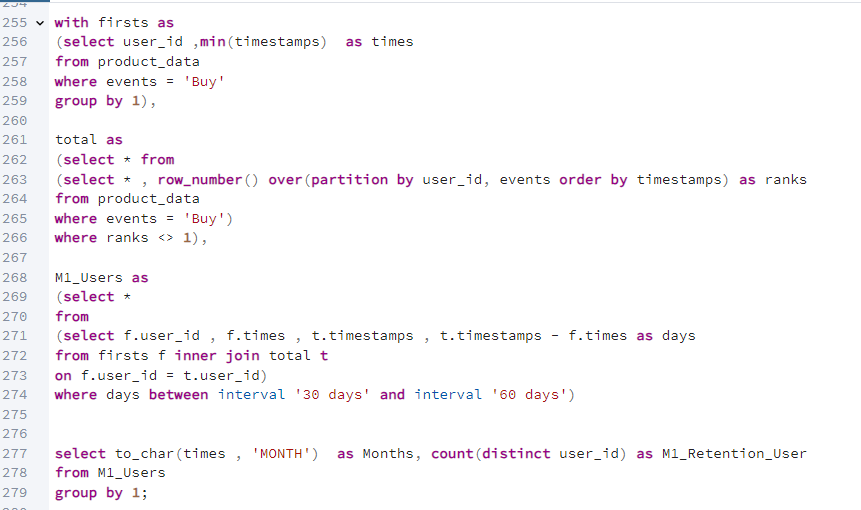 255 with firsts as
256 (select user_id ,min(timestamps)  as times
257 from product_data
258 where events = 'Buy'
259 group by 1),
260
261 total as
262 (select * from
263 (select * , row_number() over(partition by user_id, events order by timestamps) as ranks
264 from product_data
265 where events = 'Buy')
266 where ranks <> 1),
267
268 M1_Users as
269 (select *
270 from
271 (select f.user_id , f.times , t.timestamps , t.timestamps - f.times as days
272 from firsts f inner join total t
273 on f.user_id = t.user_id)
274 where days between interval '30 days' and interval '60 days')
275
276
277 select to_char(times , 'MONTH')  as Months, count(distinct user_id) as M1_Retention_User
278 from M1_Users
279 group by 1;